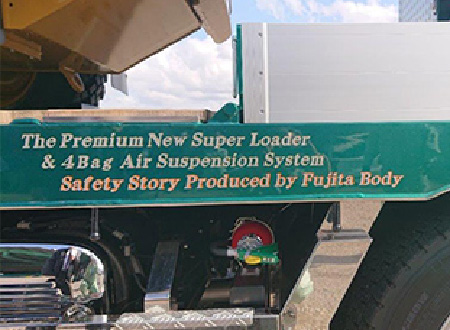 The Premium New Super Loader
& 4Bag Air Suspension System
Safety Story Produced by Fujita Body